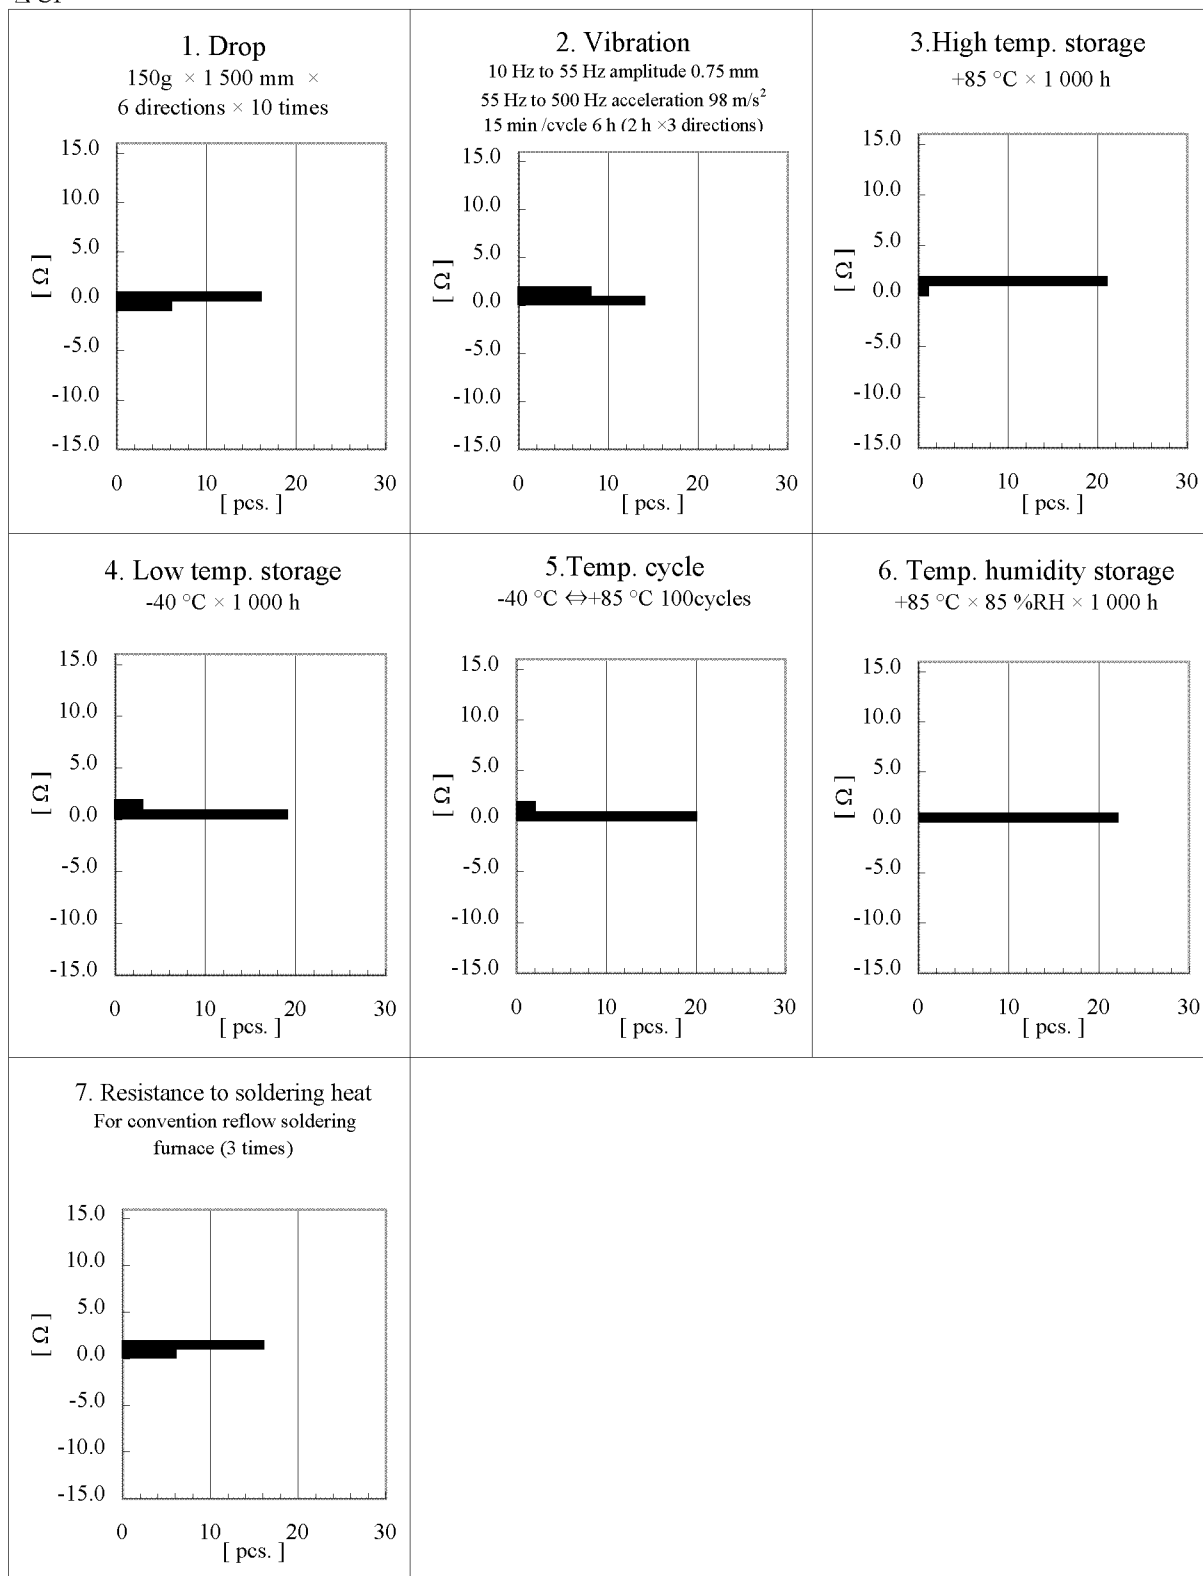 1. Drop
150g × 1 500 mm ×
6 directions × 10 times
15.0
10.0
5.0
0.0
-5.0
-10.0
-15.0
[ Ω ]
0 10 20 30
[ pcs. ]
2. Vibration
10 Hz to 55 Hz amplitude 0.75 mm
55 Hz to 500 Hz acceleration 98 m/s²
15 min /cycle 6 h (2 h ×3 directions)
15.0
10.0
5.0
0.0
-5.0
-10.0
-15.0
[ Ω ]
0 10 20 30
[ pcs. ]
3.High temp. storage
+85 °C × 1 000 h
15.0
10.0
5.0
0.0
-5.0
-10.0
-15.0
[ Ω ]
0 10 20 30
[ pcs. ]
4. Low temp. storage
-40 °C × 1 000 h
15.0
10.0
5.0
0.0
-5.0
-10.0
-15.0
[ Ω ]
0 10 20 30
[ pcs. ]
5.Temp. cycle
-40 °C ⇔+85 °C 100cycles
15.0
10.0
5.0
0.0
-5.0
-10.0
-15.0
[ Ω ]
0 10 20 30
[ pcs. ]
6. Temp. humidity storage
+85 °C × 85 %RH × 1 000 h
15.0
10.0
5.0
0.0
-5.0
-10.0
-15.0
[ Ω ]
0 10 20 30
[ pcs. ]
7. Resistance to soldering heat
For convention reflow soldering
furnace (3 times)
15.0
10.0
5.0
0.0
-5.0
-10.0
-15.0
[ Ω ]
0 10 20 30
[ pcs. ]